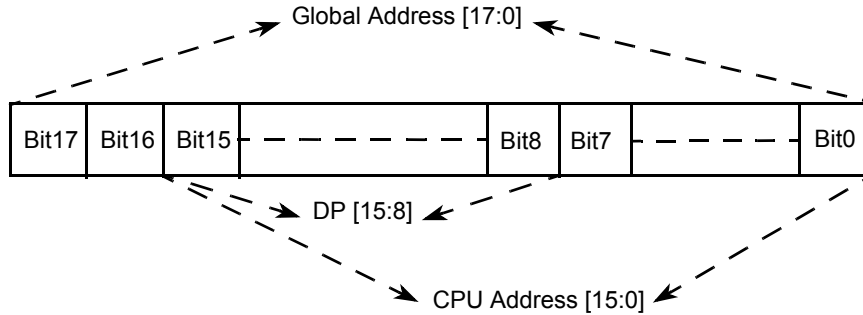 Global Address [17:0]
Bit17 Bit16 Bit15 Bit8 Bit7 Bit0
DP [15:8]
CPU Address [15:0]